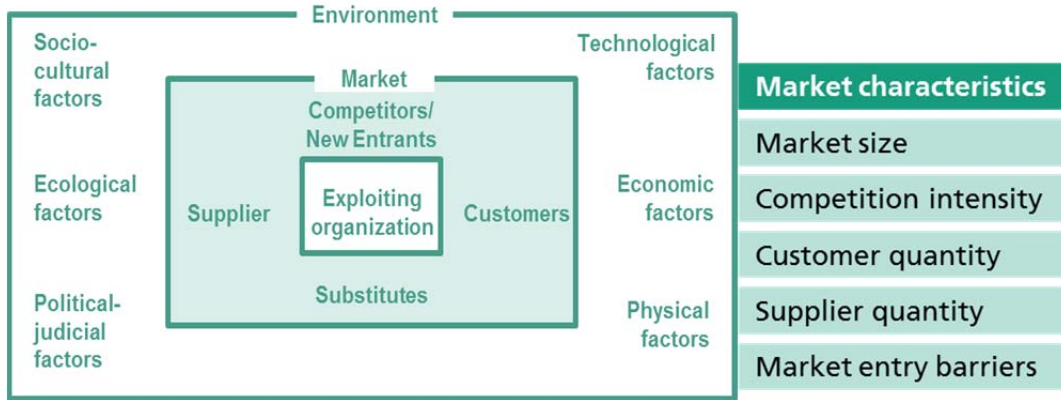 Environment
Socio-
cultural
factors
Technological
factors
Market
Competitors/
New Entrants
Ecological
factors
Supplier
Exploiting
organization
Customers
Economic
factors
Substitutes
Political-
judicial
factors
Physical
factors
Market characteristics
Market size
Competition intensity
Customer quantity
Supplier quantity
Market entry barriers